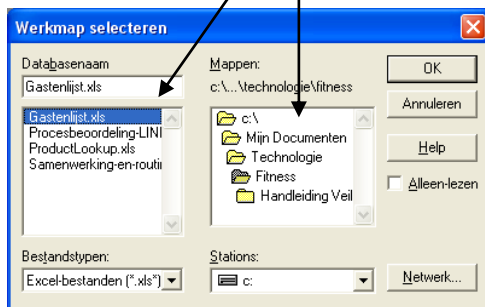 Werkmap selecteren
Databasenaam
Gastenlijst.xls
Gastenlijst.xls
Procesbeoordeling-LINI
ProductLookup.xls
Samenwerking-en-routi
Bestandstypen:
Excel-bestanden (*.xls*)
Mappen:
c:\...\technologie\fitness
c:\
Mijn Documenten
Technologie
Fitness
Handleiding Veil
Stations:
c:
OK
Annuleren
Help
Alleen-lezen
Netwerk...